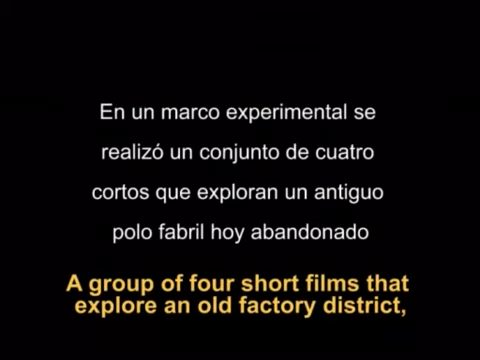 En un marco experimental se
realizó un conjunto de cuatro
cortos que exploran un antiguo
polo fabril hoy abandonado
A group of four short films that
explore an old factory district,